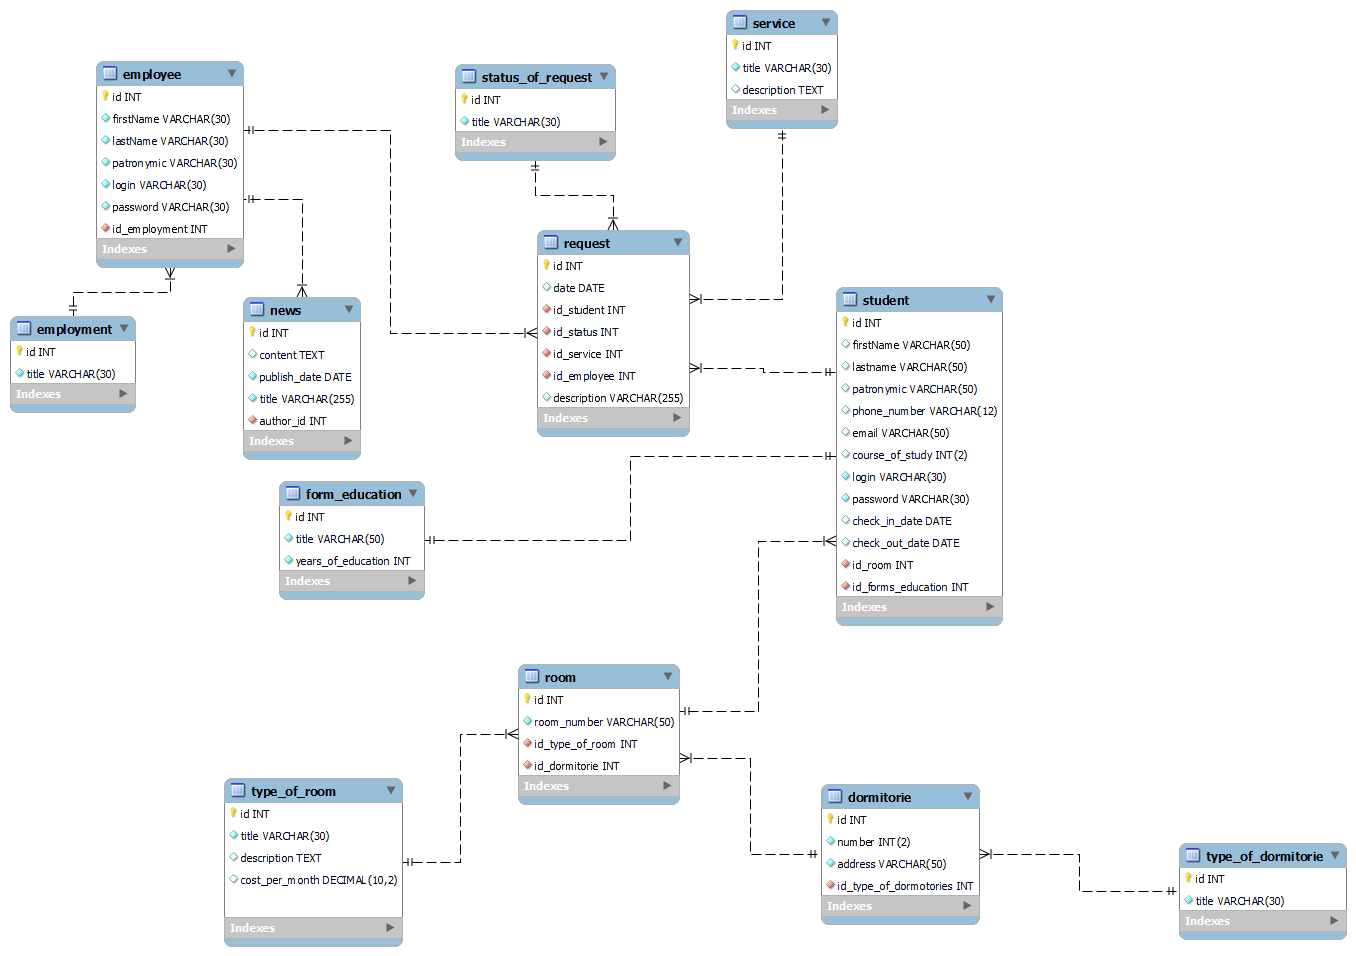 service
id INT
title VARCHAR(30)
description TEXT
Indexes
employee
id INT
firstName VARCHAR(30)
lastName VARCHAR(30)
patronymic VARCHAR(30)
login VARCHAR(30)
password VARCHAR(30)
id_employment INT
Indexes
status_of_request
id INT
title VARCHAR(30)
Indexes
request
id INT
date DATE
id_student INT
id_status INT
id_service INT
id_employee INT
description VARCHAR(255)
Indexes
student
id INT
firstName VARCHAR(50)
lastname VARCHAR(50)
patronymic VARCHAR(50)
phone_number VARCHAR(12)
email VARCHAR(50)
course_of_study INT(2)
login VARCHAR(30)
password VARCHAR(30)
check_in_date DATE
check_out_date DATE
id_room INT
id_forms_education INT
Indexes
employment
id INT
title VARCHAR(30)
Indexes
news
id INT
content TEXT
publish_date DATE
title VARCHAR(255)
author_id INT
Indexes
form_education
id INT
title VARCHAR(50)
years_of_education INT
Indexes
room
id INT
room_number VARCHAR(50)
id_type_of_room INT
id_dormitorie INT
Indexes
type_of_room
id INT
title VARCHAR(30)
description TEXT
cost_per_month DECIMAL(10,2)
Indexes
dormitorie
id INT
number INT(2)
address VARCHAR(50)
id_type_of_dormotories INT
Indexes
type_of_dormitorie
id INT
title VARCHAR(30)
Indexes